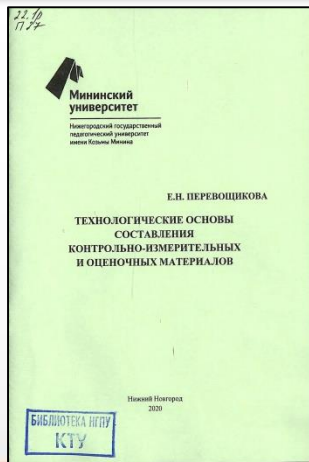 22.1р
П 27
Мининский
университет
Нижегородский государственный
педагогический университет
имени Козьмы Минина
Е.Н. ПЕРЕВОЩИКОВА
ТЕХНОЛОГИЧЕСКИЕ ОСНОВЫ
СОСТАВЛЕНИЯ
КОНТРОЛЬНО-ИЗМЕРИТЕЛЬНЫХ
И ОЦЕНОЧНЫХ МАТЕРИАЛОВ
Нижний Новгород
2020
БИБЛИОТЕКА НГПУ
КТУ